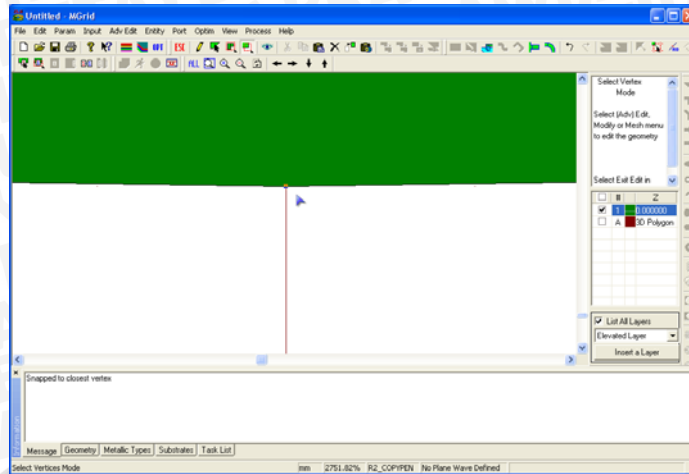 Untitled - MGrid
File Edit Param Input Adv Edit Entity Port Optim View Process Help
OPT ESC
ALL
Select Vertex
Mode
Select (Adv) Edit,
Modify or Mesh menu
to edit the geometry
Select Exit Edit in
# Z
1 0.000000
A 3D Polygon
List All Layers
Elevated Layer
Insert a Layer
Snapped to closest vertex
Information
Message Geometry Metallic Types Substrates Task List
Select Vertices Mode mm 2751.82% R2_COPYPEN No Plane Wave Defined